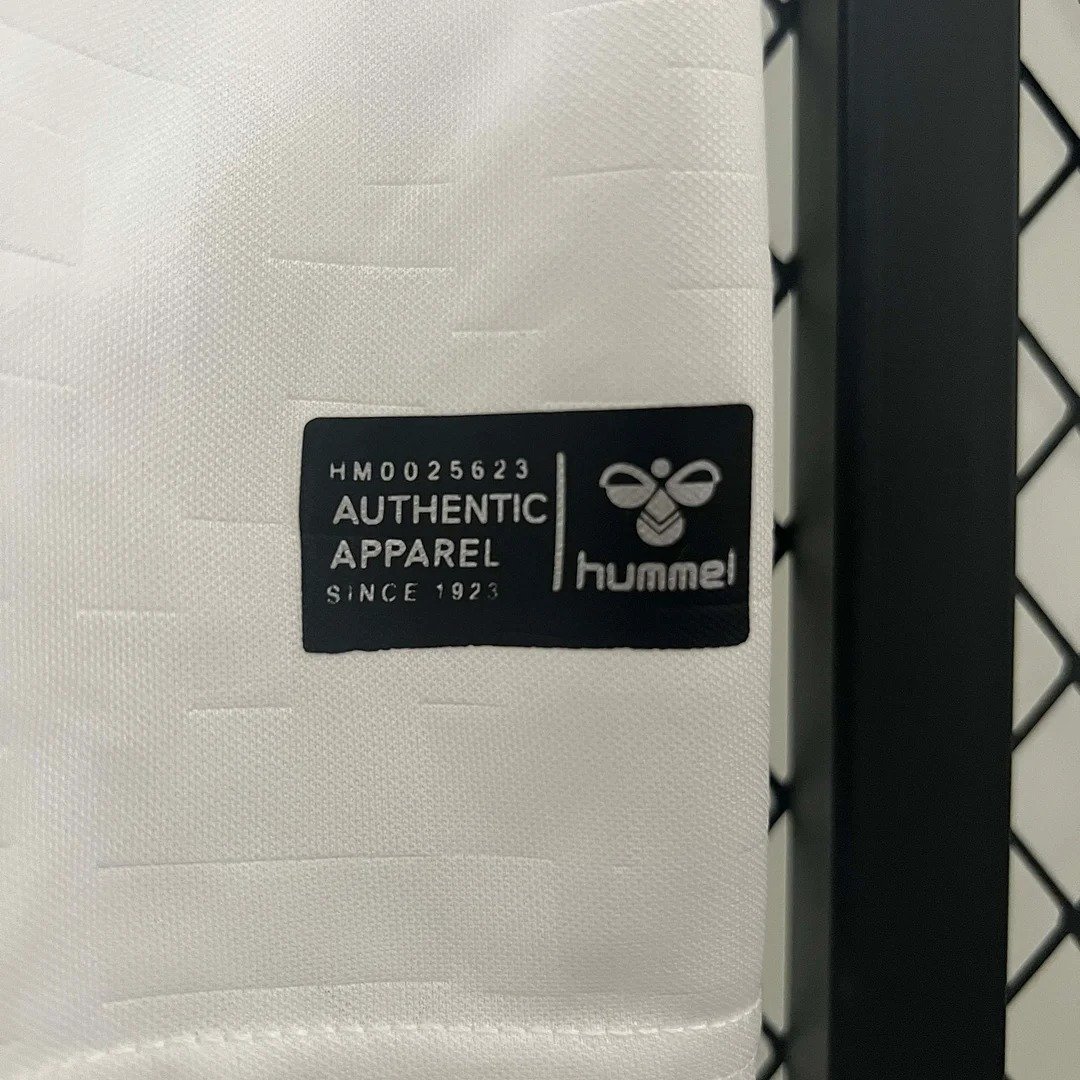 HM0025623
AUTHENTIC
APPAREL
SINCE 1923
hummel